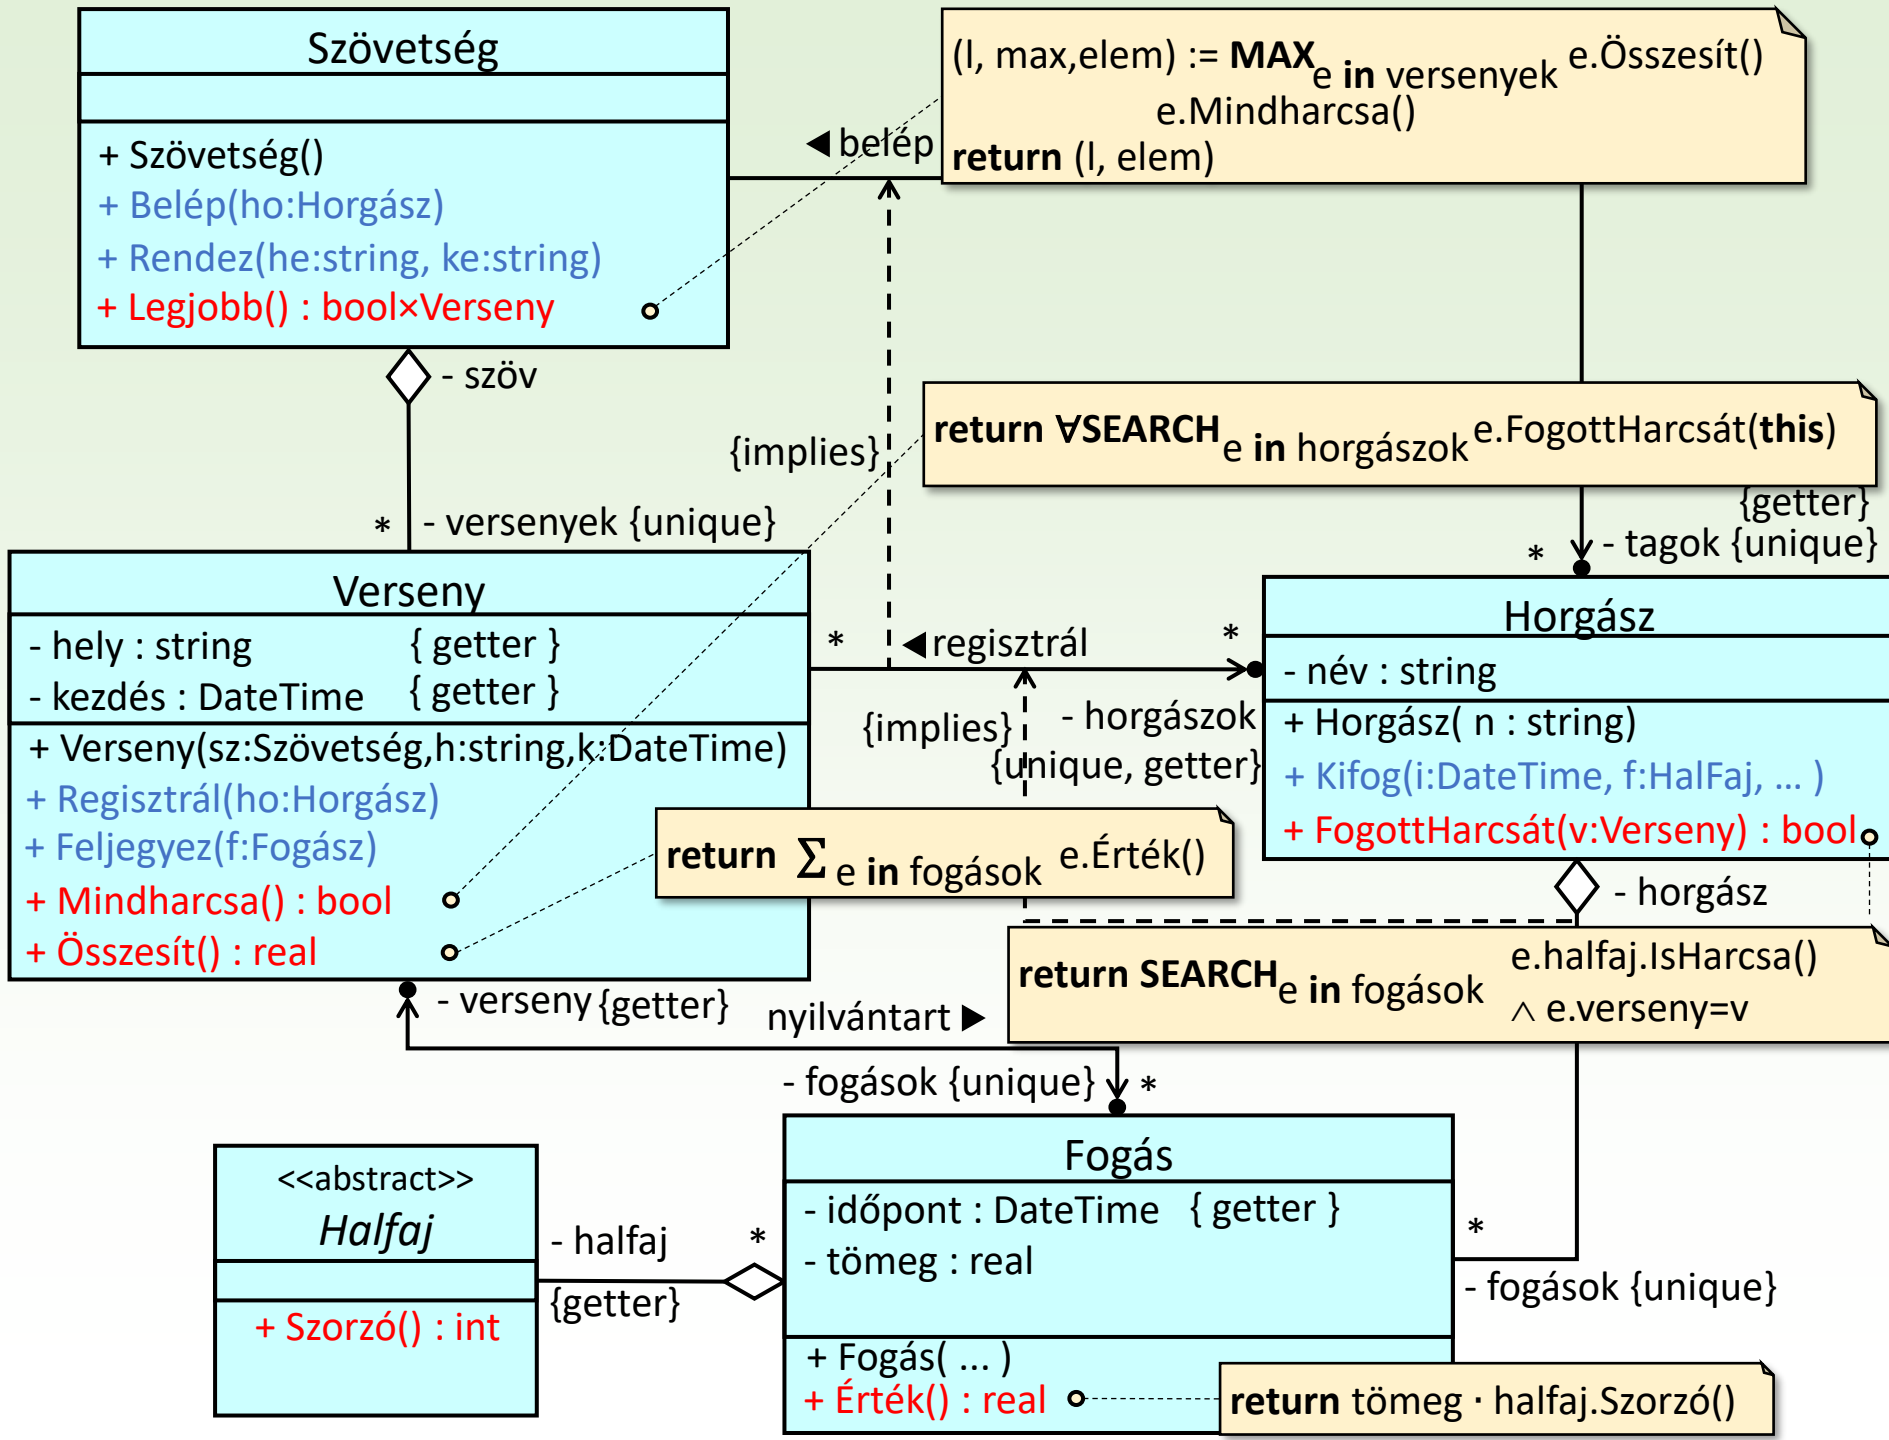 Szövetség
+ Szövetség()
+ Belép(ho:Horgász)
+ Rendez(he:string, ke:string)
+ Legjobb() : bool×Verseny
(l, max,elem) := MAX e in versenyek e.Összesít()
e.Mindharcsa()
return (l, elem)
◀ belép
- szöv
{implies}
return ∀SEARCH e in horgászok e.FogottHarcsát(this)
{getter}
* - tagok {unique}
* - versenyek {unique}
Verseny
- hely : string { getter }
- kezdés : DateTime { getter }
+ Verseny(sz:Szövetség,h:string,k:DateTime)
+ Regisztrál(ho:Horgász)
+ Feljegyez(f:Fogász)
+ Mindharcsa() : bool
+ Összesít() : real
* ◀ regisztrál *
{implies}
- horgászok
{unique, getter}
Horgász
- név : string
+ Horgász( n : string)
+ Kifog(i:DateTime, f:HalFaj, ... )
+ FogottHarcsát(v:Verseny) : bool
return ∑ e in fogások e.Érték()
- horgász
return SEARCH e in fogások e.halfaj.IsHarcsa()
∧ e.verseny=v
- verseny {getter}
nyilvántart ▶
- fogások {unique} *
<<abstract>>
Halfaj
+ Szorzó() : int
- halfaj *
{getter}
Fogás
- időpont : DateTime { getter }
- tömeg : real
+ Fogás( ... )
+ Érték() : real
*
- fogások {unique}
return tömeg · halfaj.Szorzó()